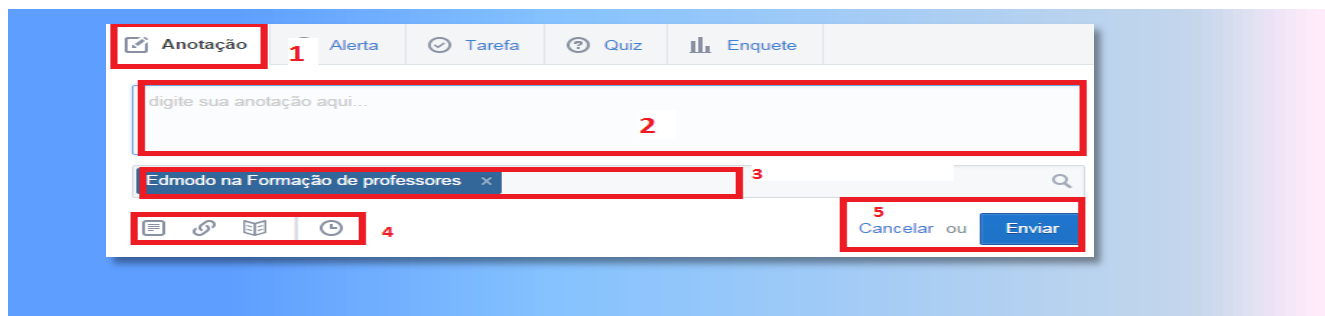 Anotação 1 Alerta Tarefa Quiz Enquete
digite sua anotação aqui...
2
Edmodo na Formação de professores × 3
4 5
Cancelar ou Enviar